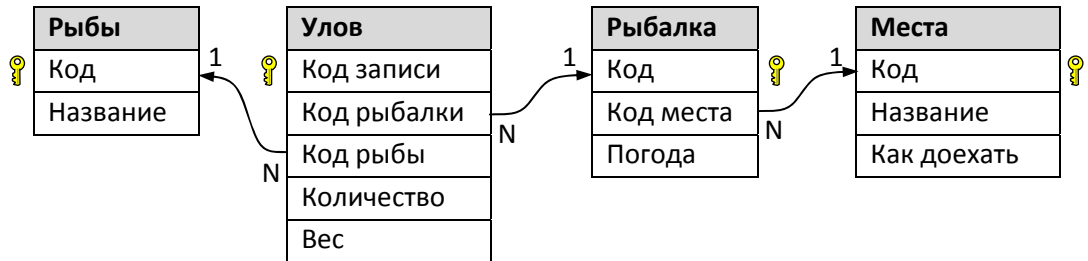 Рыбы
Код
Название
1
Улов
Код записи
Код рыбалки
Код рыбы
Количество
Вес
N
N
1
Рыбалка
Код
Код места
Погода
N
1
Места
Код
Название
Как доехать